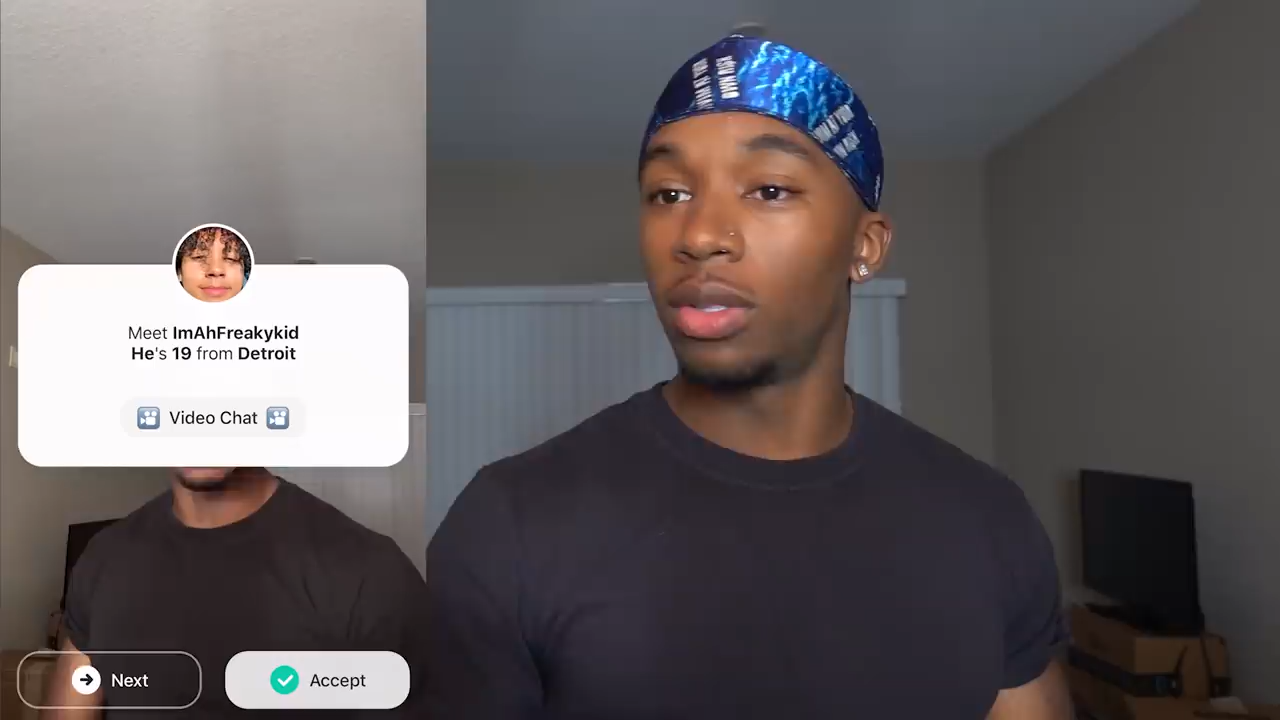 Meet ImAhFreakykid
He's 19 from Detroit
Video Chat
Next
Accept